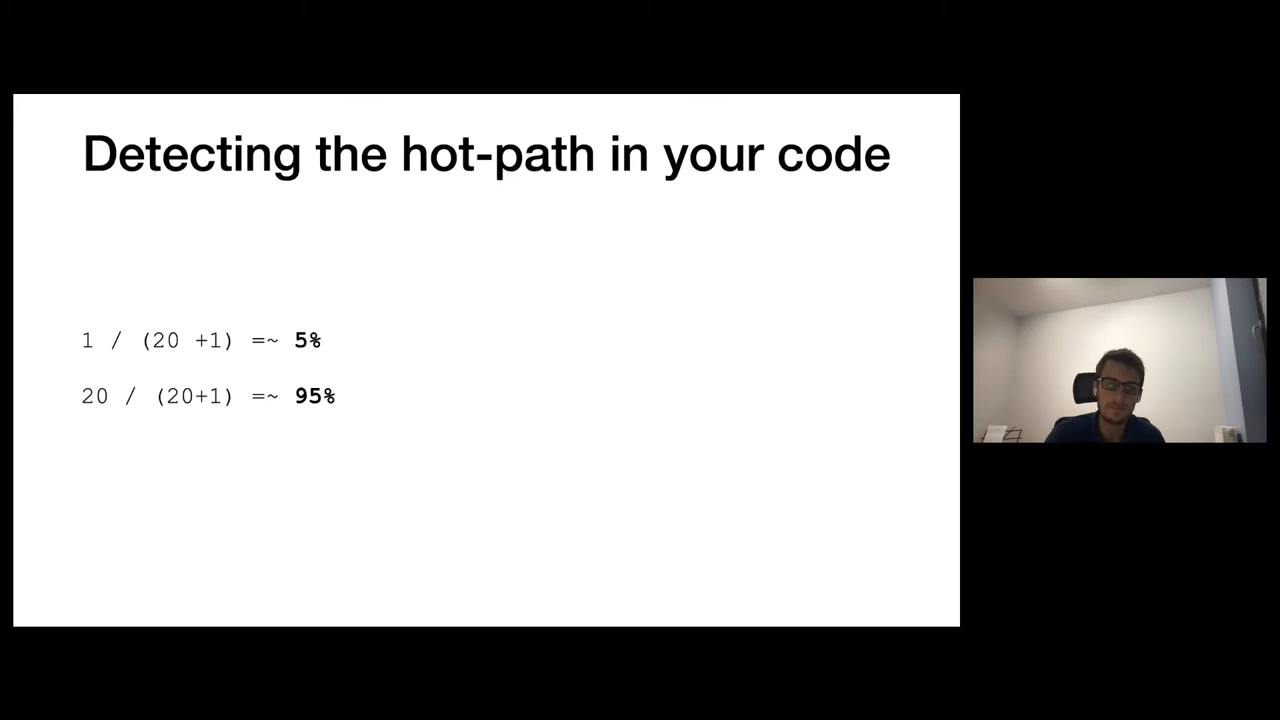 Detecting the hot-path in your code
1 / (20 +1) =~ 5%
20 / (20+1) =~ 95%